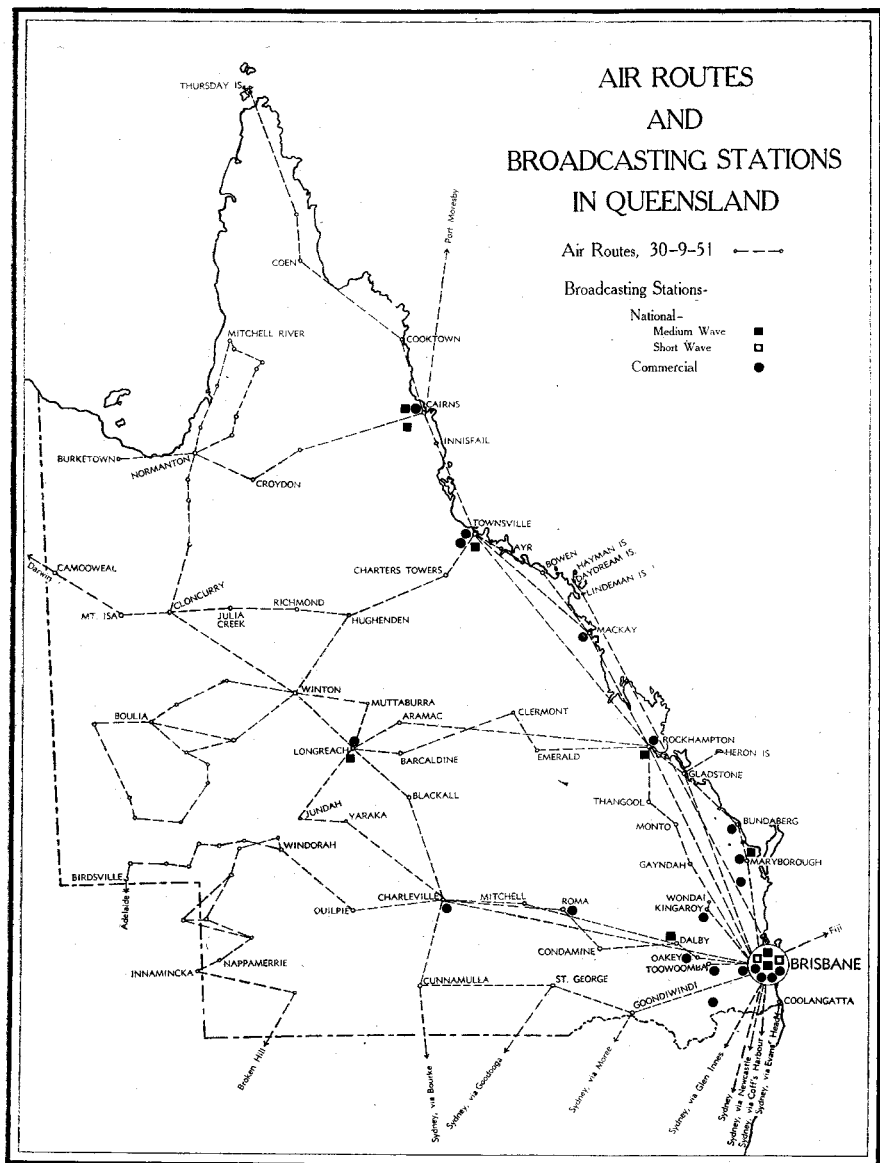 AIR ROUTES
AND
BROADCASTING STATIONS
IN QUEENSLAND
Air Routes, 30-9-51
Broadcasting Stations-
National-
Medium Wave
Short Wave
Commercial
THURSDAY IS.
COEN
Port Moresby
MITCHELL RIVER
COOKTOWN
CAIRNS
INNISFAIL
BURKETOWN
NORMANTON
CROYDON
TOWNSVILLE
AYR
BOWEN
HAYMAN IS
DAYDREAM IS.
LINDEMAN IS
CHARTERS TOWERS
Darwin
CAMOOWEAL
CLONCURRY
MT. ISA
JULIA
CREEK
RICHMOND
HUGHENDEN
MACKAY
WINTON
MUTTABURRA
BOULIA
ARAMAC
CLERMONT
LONGREACH
BARCALDINE
EMERALD
ROCKHAMPTON
HERON IS
GLADSTONE
BLACKALL
THANGOOL
JUNDAH
YARAKA
MONTO
BUNDABERG
WINDORAH
GAYNDAH
MARYBOROUGH
BIRDSVILLE
Adelaide
QUILPIE
CHARLEVILLE
MITCHELL
ROMA
WONDAI
KINGAROY
Fiji
CONDAMINE
DALBY
OAKEY
TOOWOOMBA
BRISBANE
NAPPAMERRIE
INNAMINCKA
CUNNAMULLA
ST. GEORGE
GOONDIWINDI
COOLANGATTA
Broken Hill
Sydney, via Bourke
Sydney, via Goodooga
Sydney, via Moree
Sydney, via Glen Innes
Sydney
Sydney, via Newcastle
Sydney, via Coff's Harbour
Sydney, via Evans' Head